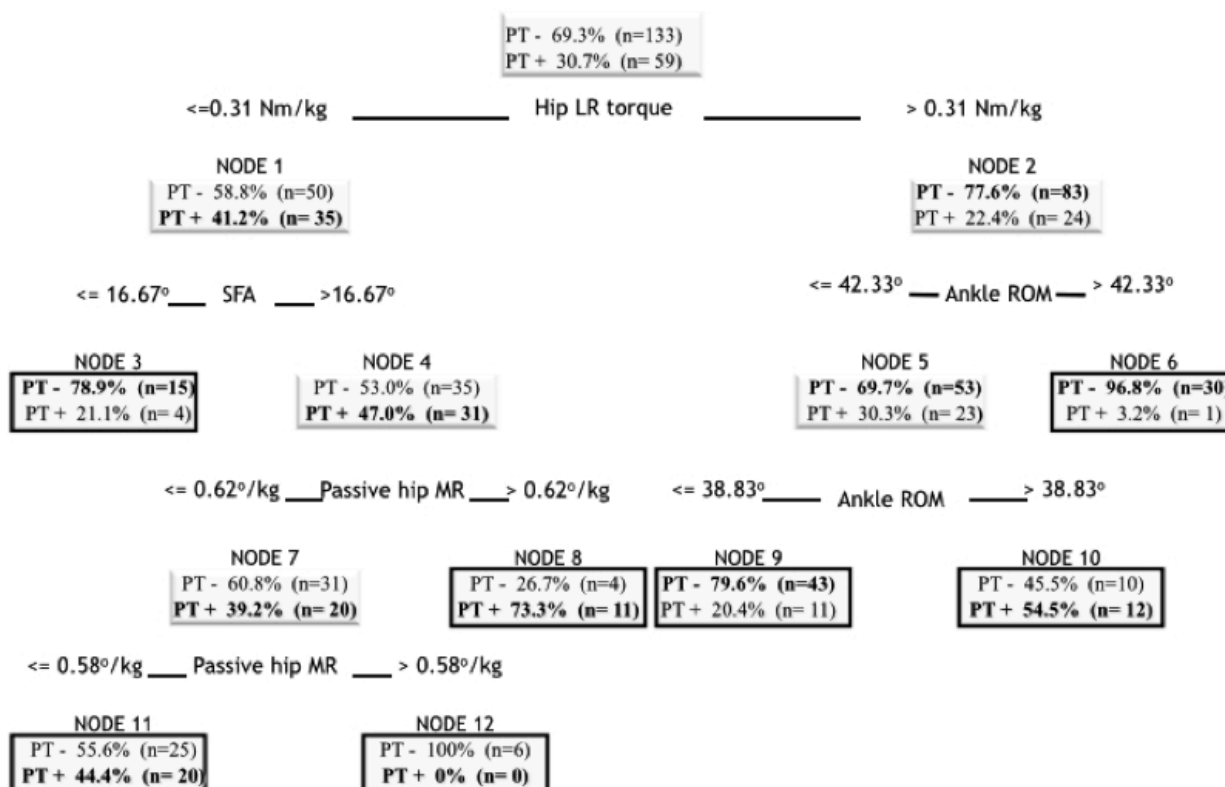 PT - 69.3% (n=133)
PT + 30.7% (n= 59)
<=0.31 Nm/kg Hip LR torque > 0.31 Nm/kg
NODE 1
PT - 58.8% (n=50)
PT + 41.2% (n= 35)
NODE 2
PT - 77.6% (n=83)
PT + 22.4% (n= 24)
<= 16.67º SFA >16.67º
<= 42.33º Ankle ROM > 42.33º
NODE 3
PT - 78.9% (n=15)
PT + 21.1% (n= 4)
NODE 4
PT - 53.0% (n=35)
PT + 47.0% (n= 31)
NODE 5
PT - 69.7% (n=53)
PT + 30.3% (n= 23)
NODE 6
PT - 96.8% (n=30)
PT + 3.2% (n= 1)
<= 0.62º/kg Passive hip MR > 0.62º/kg
<= 38.83º Ankle ROM > 38.83º
NODE 7
PT - 60.8% (n=31)
PT + 39.2% (n= 20)
NODE 8
PT - 26.7% (n=4)
PT + 73.3% (n= 11)
NODE 9
PT - 79.6% (n=43)
PT + 20.4% (n= 11)
NODE 10
PT - 45.5% (n=10)
PT + 54.5% (n= 12)
<= 0.58º/kg Passive hip MR > 0.58º/kg
NODE 11
PT - 55.6% (n=25)
PT + 44.4% (n= 20)
NODE 12
PT - 100% (n=6)
PT + 0% (n= 0)